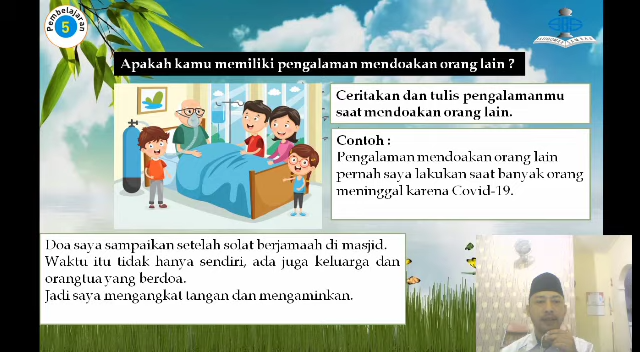 Pembelajaran
5
Apakah kamu memiliki pengalaman mendoakan orang lain ?
Ceritakan dan tulis pengalamanmu
saat mendoakan orang lain.
Contoh :
Pengalaman mendoakan orang lain
pernah saya lakukan saat banyak orang
meninggal karena Covid-19.
Doa saya sampaikan setelah solat berjamaah di masjid.
Waktu itu tidak hanya sendiri, ada juga keluarga dan
orangtua yang berdoa.
Jadi saya mengangkat tangan dan mengaminkan.